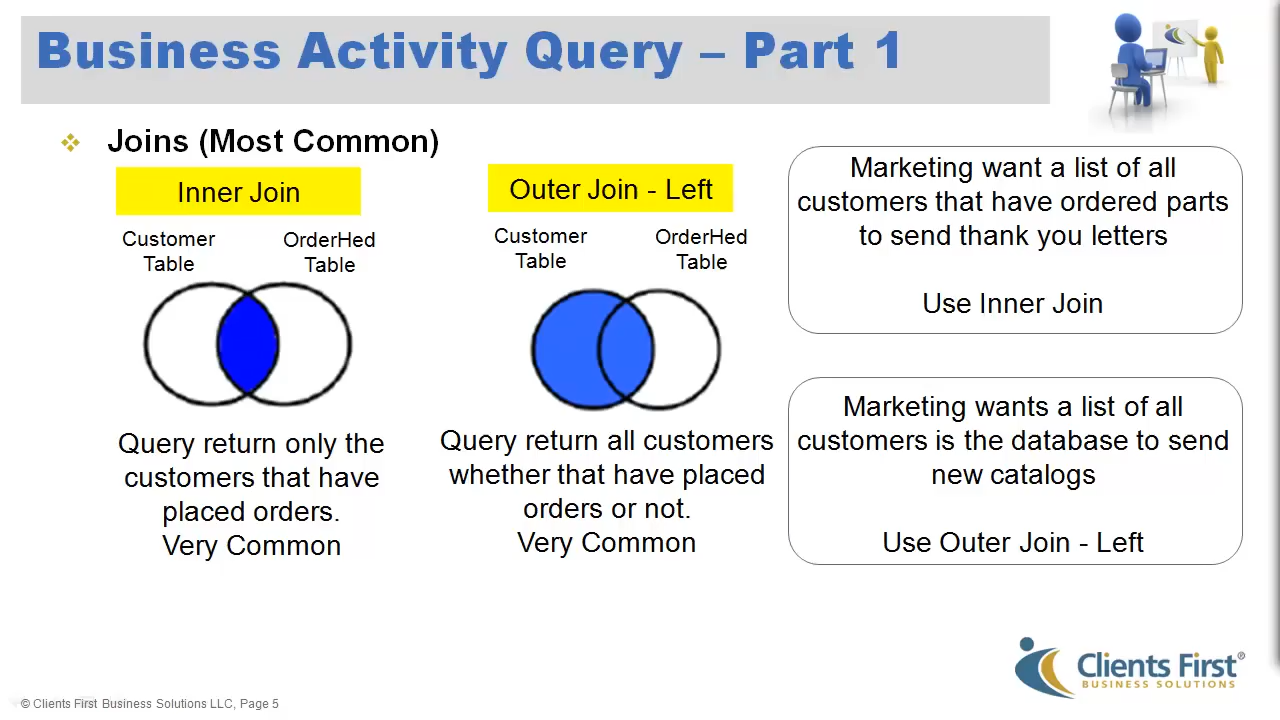 Business Activity Query – Part 1
Joins (Most Common)
Inner Join
Customer
Table
OrderHed
Table
Query return only the
customers that have
placed orders.
Very Common
Outer Join - Left
Customer
Table
OrderHed
Table
Query return all customers
whether that have placed
orders or not.
Very Common
Marketing want a list of all
customers that have ordered parts
to send thank you letters
Use Inner Join
Marketing wants a list of all
customers is the database to send
new catalogs
Use Outer Join - Left
Clients First®
BUSINESS SOLUTIONS
© Clients First Business Solutions LLC, Page 5